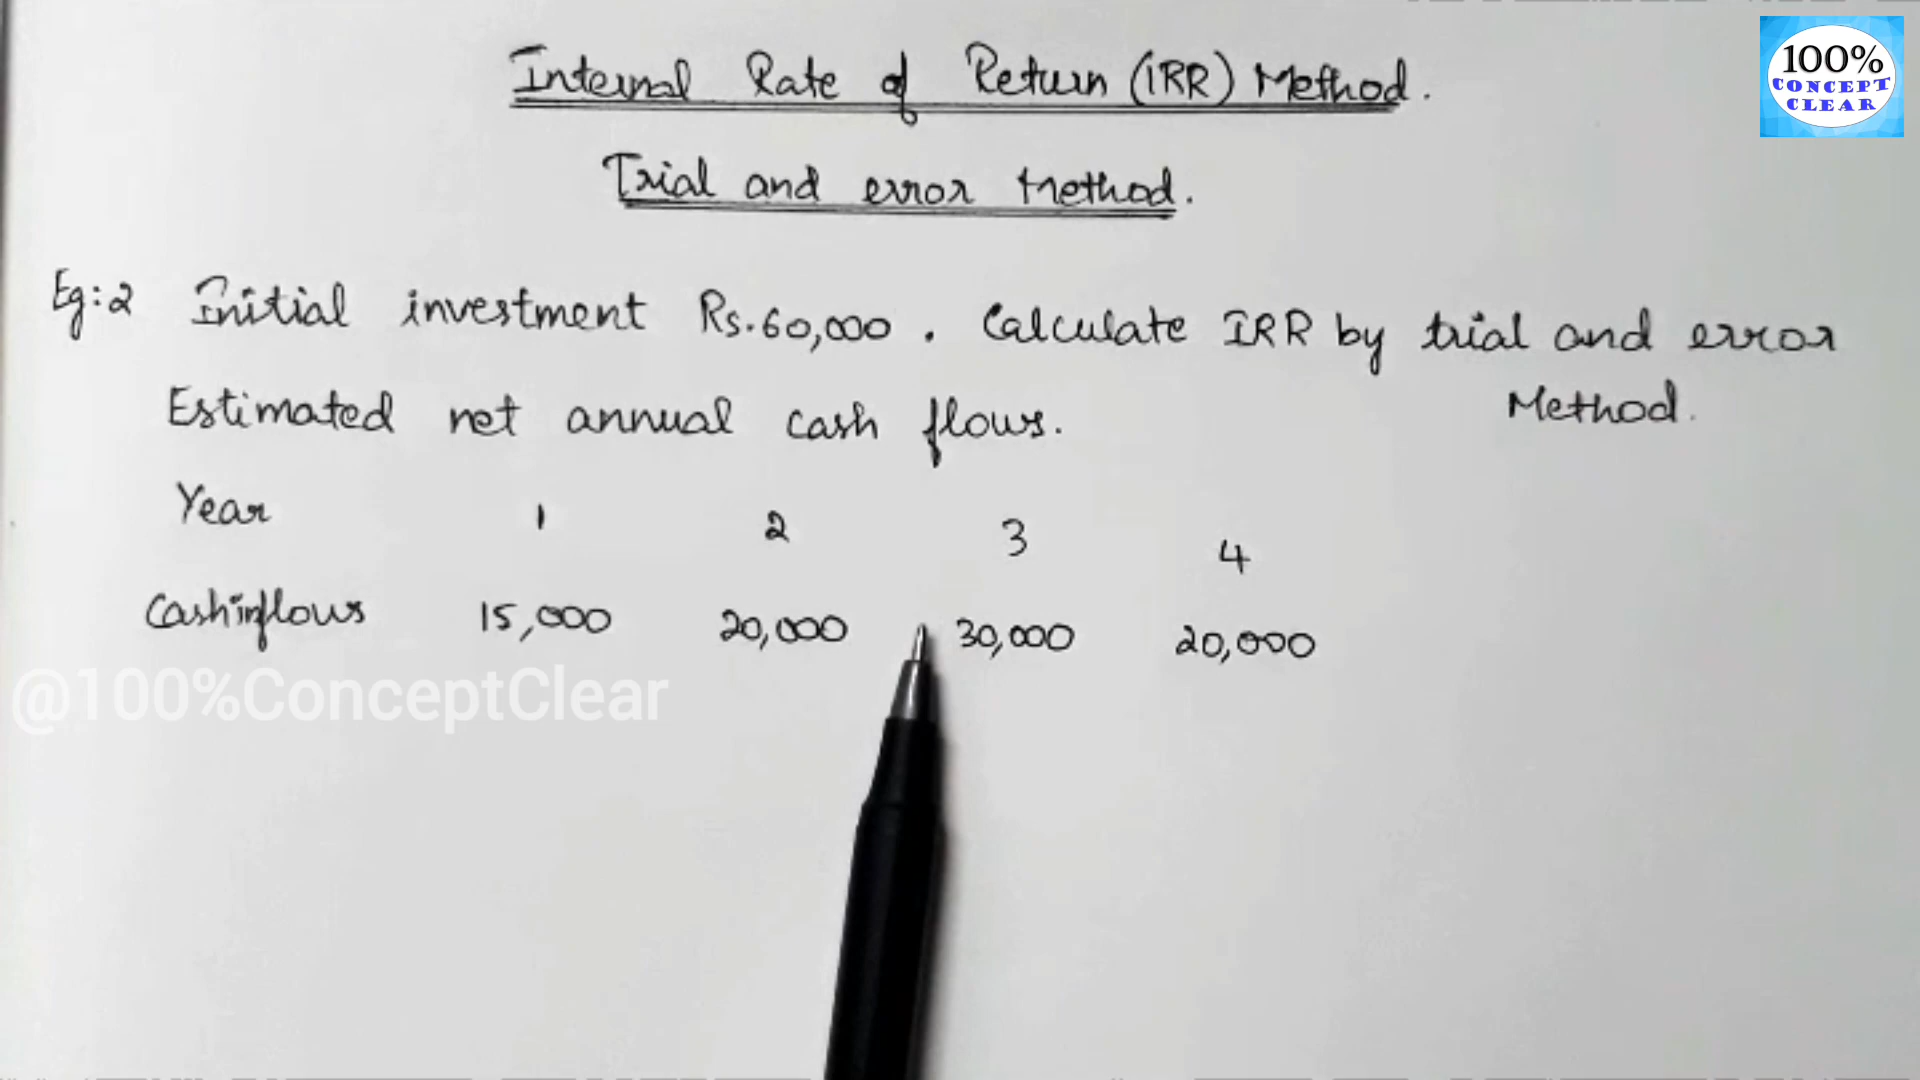 Internal Rate of Return (IRR) Method.
Trial and error Method.
Eg:2 Initial investment Rs.60,000. Calculate IRR by trial and error
Method.
Estimated net annual cash flows.
Year 1 2 3 4
Cashinflows 15,000 20,000 30,000 20,000
@100%ConceptClear
100%
CONCEPT
CLEAR